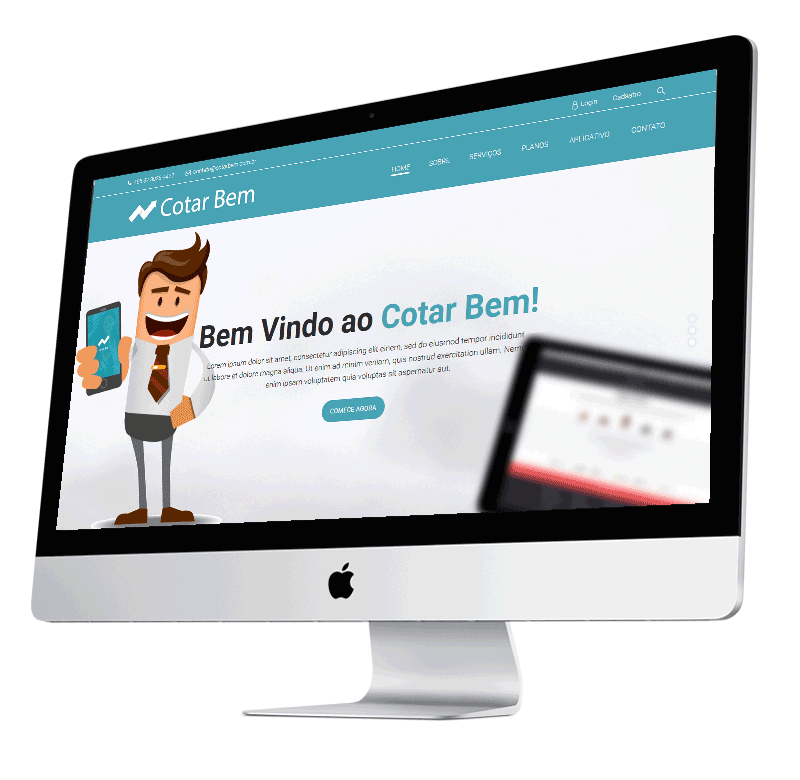 Login Cadastro
contato@cotarbem.com.br
HOME SOBRE SERVIÇOS PLANOS APLICATIVO CONTATO
Cotar Bem
Bem Vindo ao Cotar Bem!
Lorem ipsum dolor sit amet, consectetur adipiscing elit einem, sed do eiusmod tempor incididunt
ut labore et dolore magna aliqua. Ut enim ad minim veniam, quis nostrud exercitation ullam. Nemo
enim ipsam voluptatem quia voluptas sit aspernatur aut.
COMECE AGORA